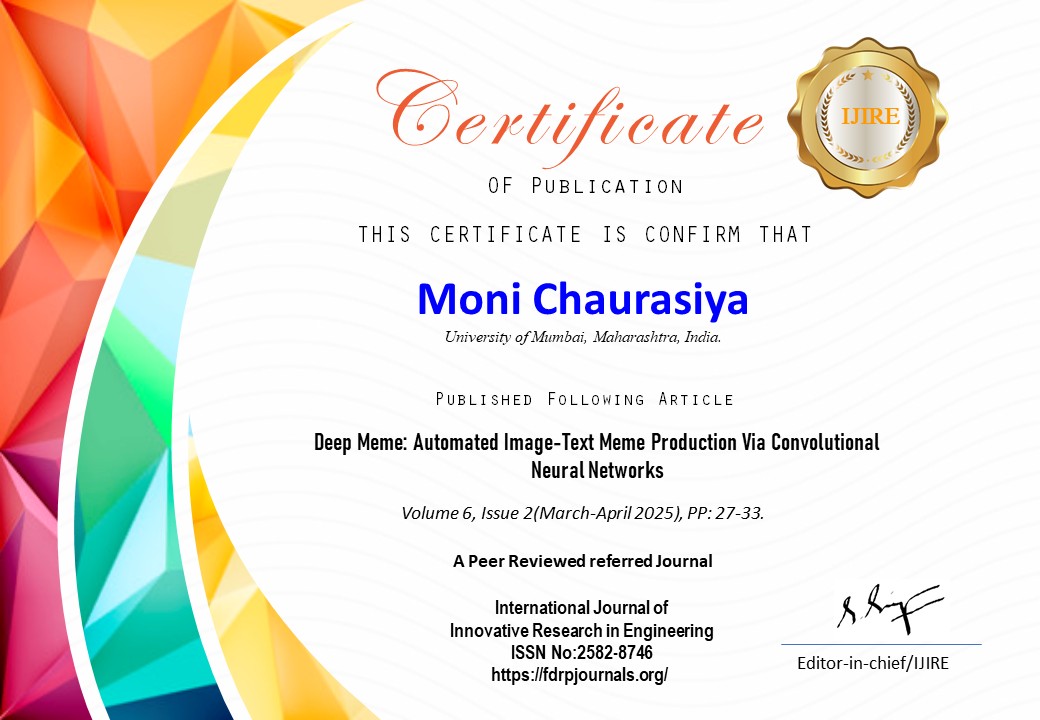 Certificate
IJIRE
OF PUBLICATION
THIS CERTIFICATE IS CONFIRM THAT
Moni Chaurasiya
University of Mumbai, Maharashtra, India.
PUBLISHED FOLLOWING ARTICLE
Deep Meme: Automated Image-Text Meme Production Via Convolutional
Neural Networks
Volume 6, Issue 2(March-April 2025), PP: 27-33.
A Peer Reviewed referred Journal
International Journal of
Innovative Research in Engineering
ISSN No:2582-8746
https://fdrpjournals.org/
Editor-in-chief/IJIRE